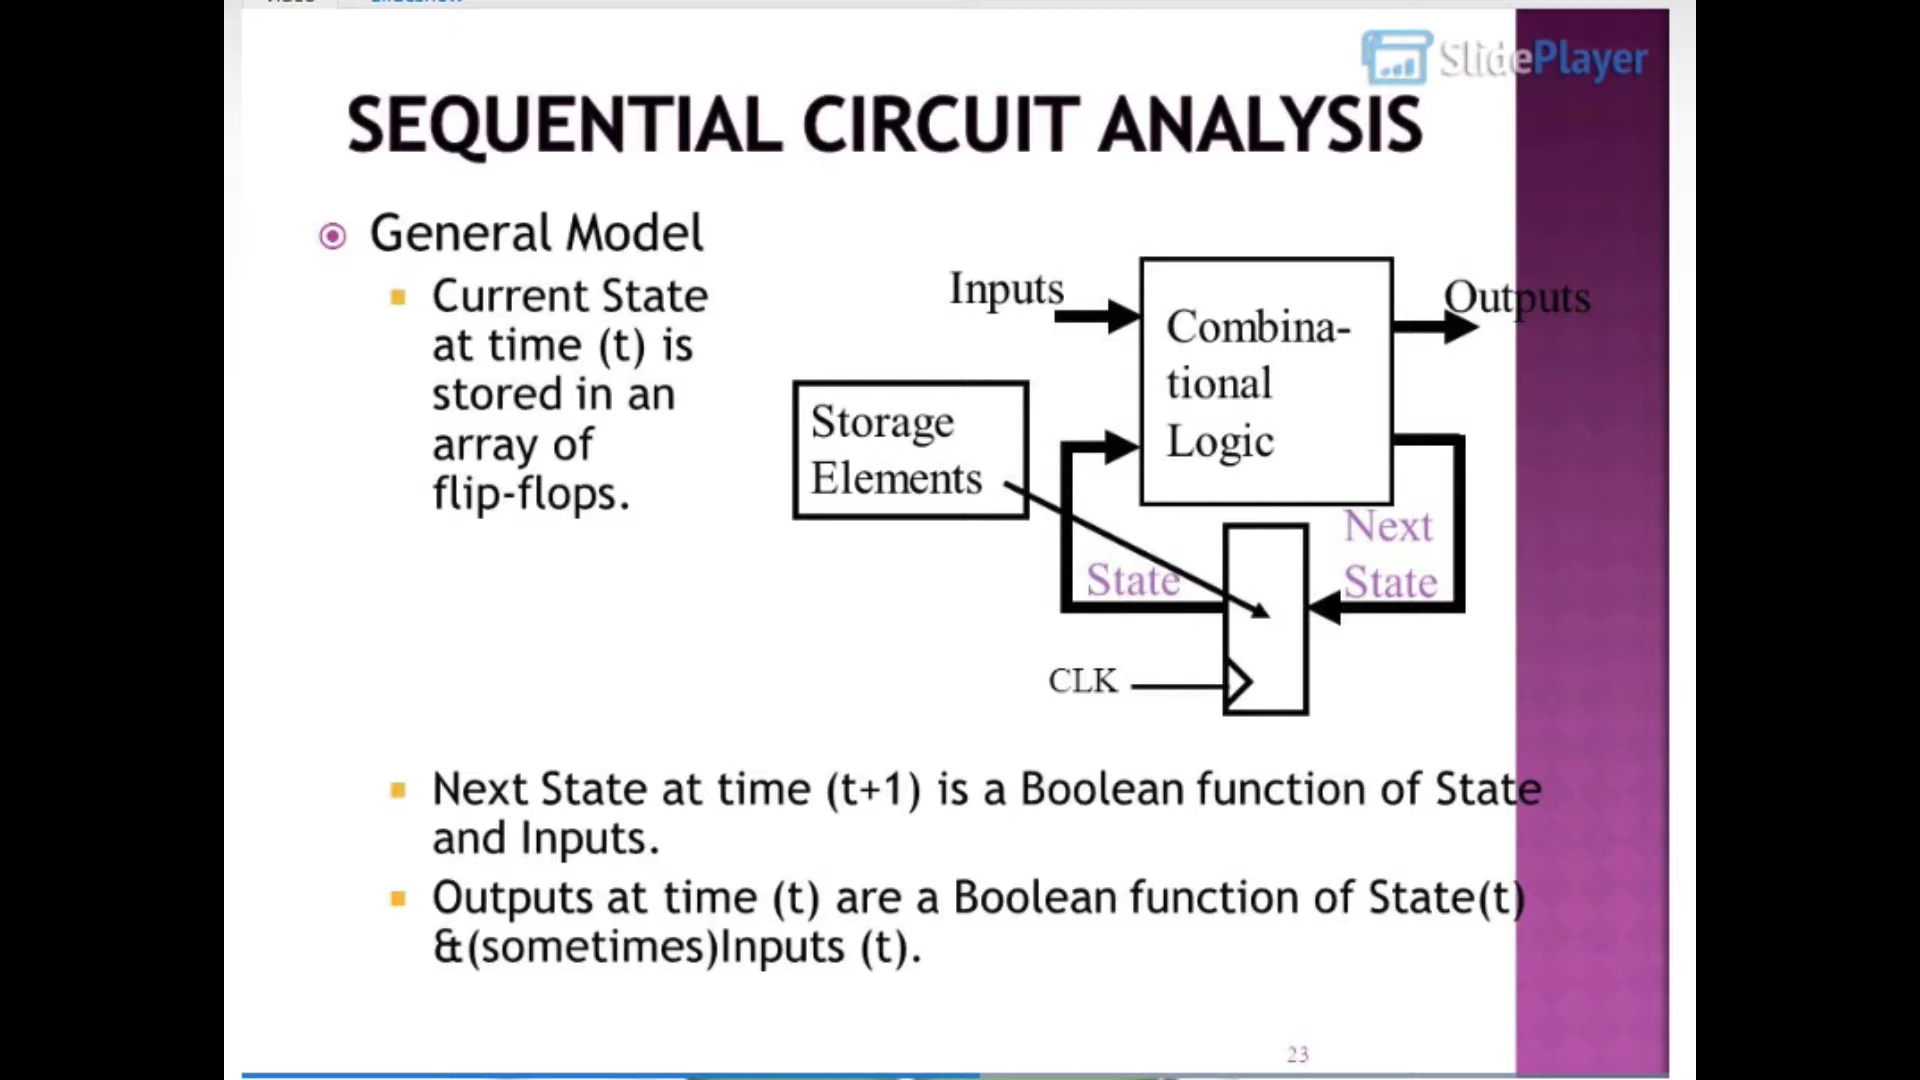 SlidePlayer
SEQUENTIAL CIRCUIT ANALYSIS
General Model
Current State
at time (t) is
stored in an
array of
flip-flops.
Inputs
Outputs
Combina-
tional
Logic
Storage
Elements
Next
State
State
CLK
Next State at time (t+1) is a Boolean function of State
and Inputs.
Outputs at time (t) are a Boolean function of State(t)
&(sometimes)Inputs (t).
23